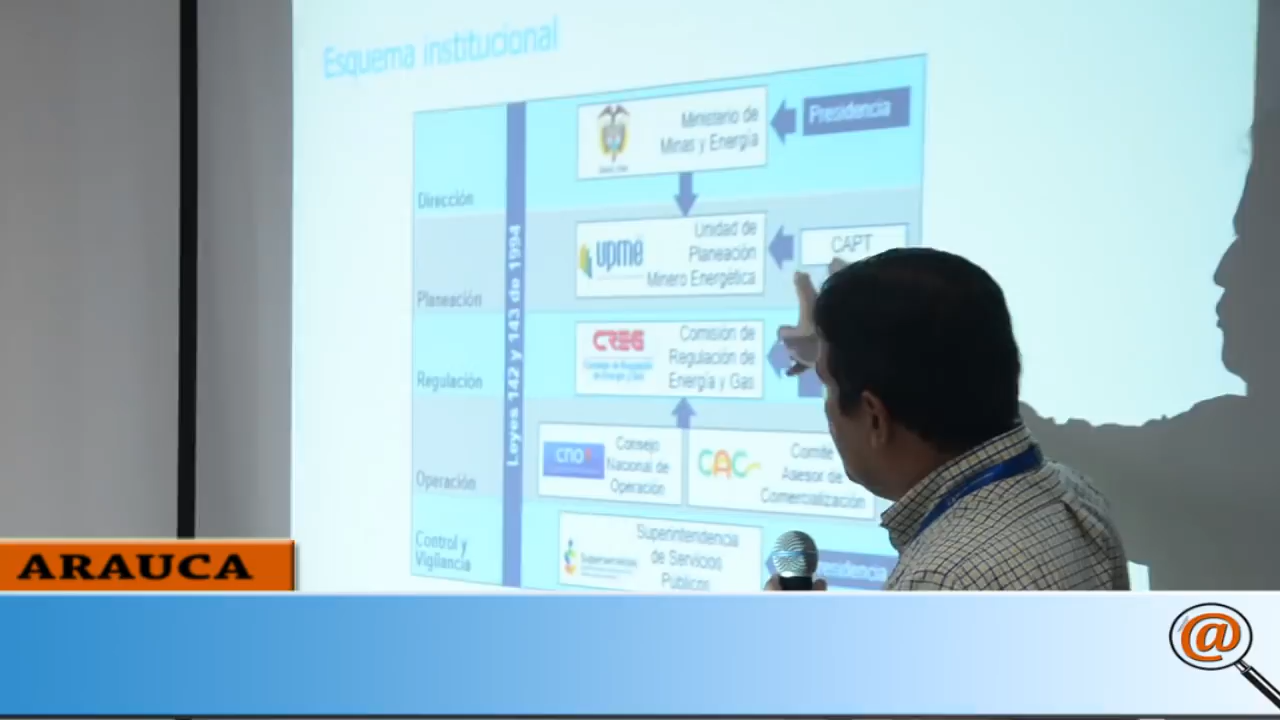 Esquema institucional
Dirección
Planeación
Regulación
Operación
Control y
Vigilancia
Leyes 142 y 143 de 1994
Ministerio de
Minas y Energía
Presidencia
upme
Unidad de
Planeación
Minero Energética
CAPT
CREG
Comisión de
Regulación de
Energía y Gas
cno
Consejo
Nacional de
Operación
CAC
Comité
Asesor de
Comercialización
Superservicios
Superintendencia
de Servicios
Públicos
ARAUCA
@